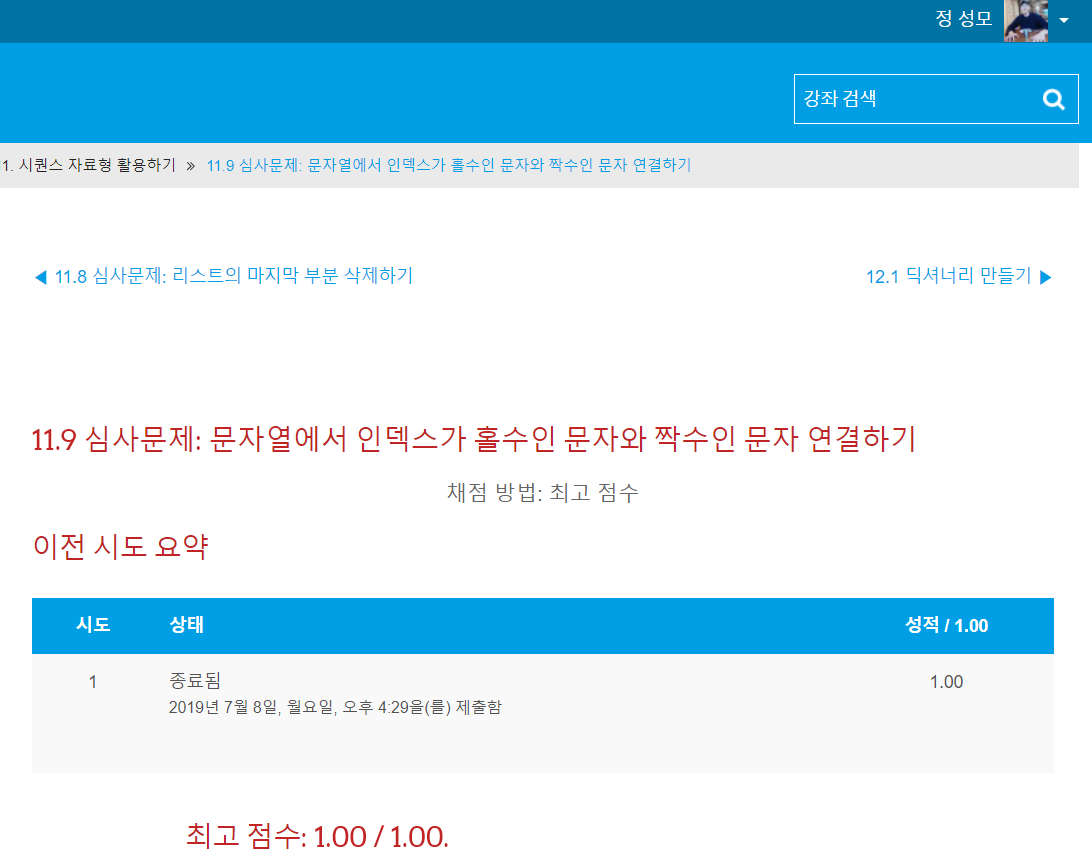 정 성모
강좌 검색
1. 시퀀스 자료형 활용하기 » 11.9 심사문제: 문자열에서 인덱스가 홀수인 문자와 짝수인 문자 연결하기
◀ 11.8 심사문제: 리스트의 마지막 부분 삭제하기
12.1 딕셔너리 만들기 ▶
11.9 심사문제: 문자열에서 인덱스가 홀수인 문자와 짝수인 문자 연결하기
채점 방법: 최고 점수
이전 시도 요약
시도 상태 성적 / 1.00
1 종료됨 1.00
2019년 7월 8일, 월요일, 오후 4:29을(를) 제출함
최고 점수: 1.00 / 1.00.